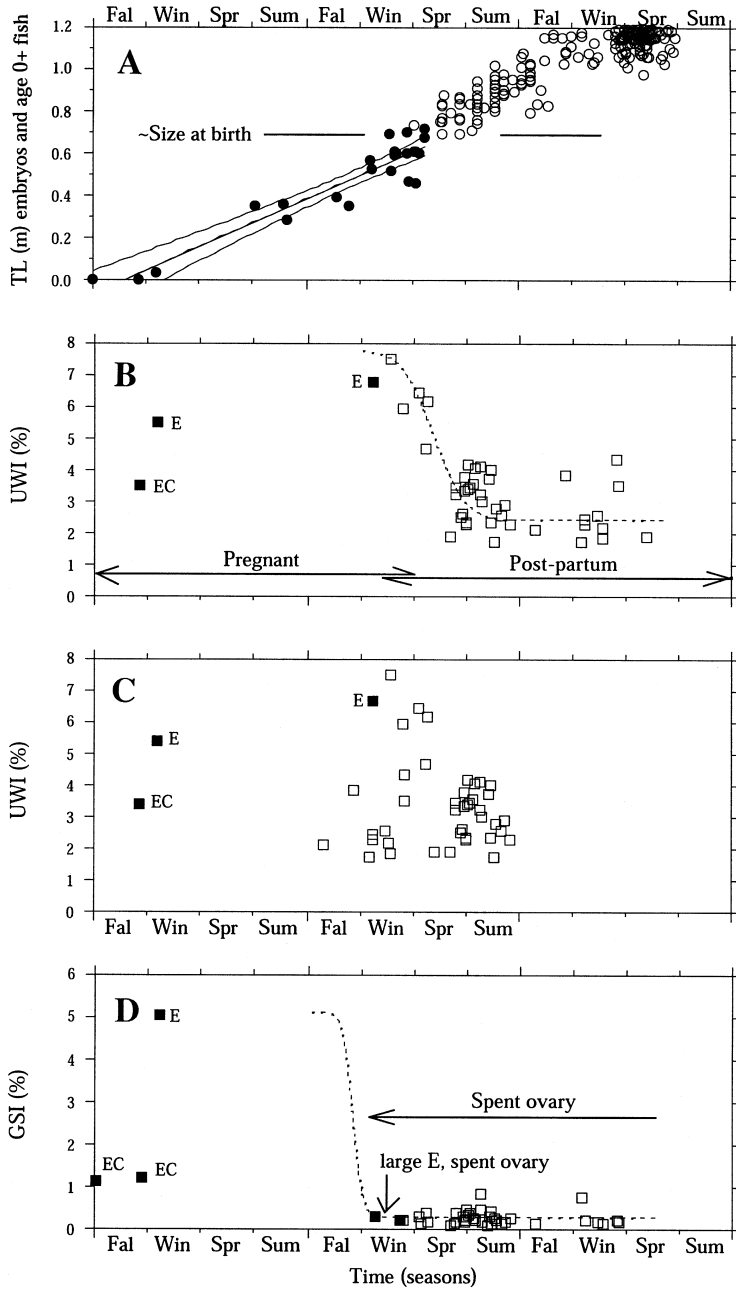 Fal Win Spr Sum Fal Win Spr Sum Fal Win Spr Sum
TL (m) embryos and age 0+ fish
1.2
1.0
0.8
0.6
0.4
0.2
0.0
A
~Size at birth
UWI (%)
8
7
6
5
4
3
2
1
0
B
E
E
EC
Pregnant
Post-partum
UWI (%)
8
7
6
5
4
3
2
1
0
C
E
E
EC
Fal Win Spr Sum Fal Win Spr Sum
GSI (%)
6
5
4
3
2
1
0
D
E
EC
EC
Spent ovary
large E, spent ovary
Fal Win Spr Sum Fal Win Spr Sum Fal Win Spr Sum
Time (seasons)